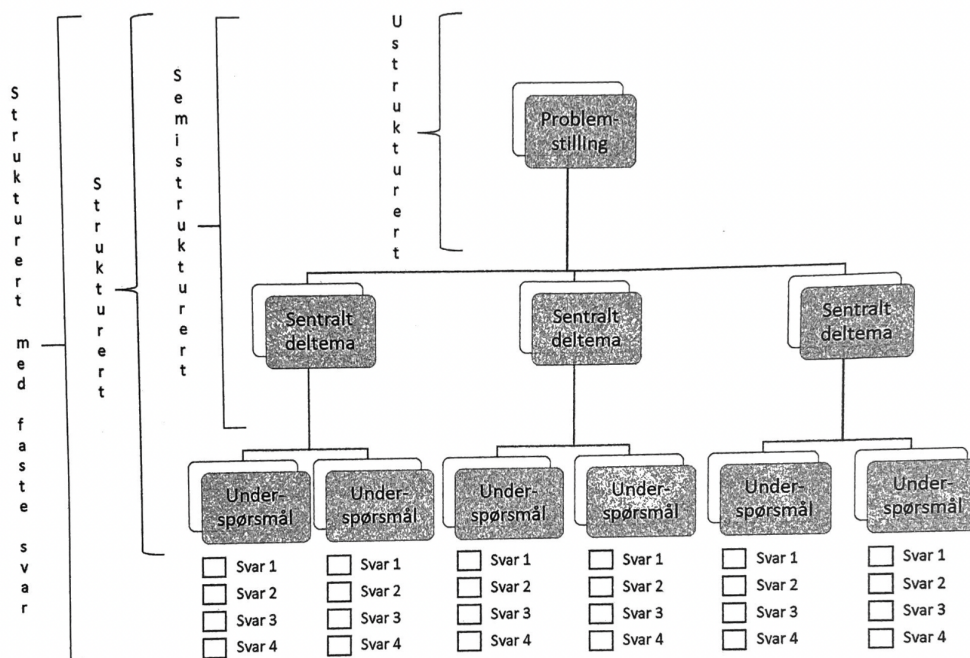 Strukturert med faste svar
Strukturert
Semistrukturert
Ustrukturert
Problem-
stilling
Sentralt
deltema
Sentralt
deltema
Sentralt
deltema
Under-
spørsmål
Under-
spørsmål
Under-
spørsmål
Under-
spørsmål
Under-
spørsmål
Under-
spørsmål
Svar 1
Svar 2
Svar 3
Svar 4
Svar 1
Svar 2
Svar 3
Svar 4
Svar 1
Svar 2
Svar 3
Svar 4
Svar 1
Svar 2
Svar 3
Svar 4
Svar 1
Svar 2
Svar 3
Svar 4
Svar 1
Svar 2
Svar 3
Svar 4